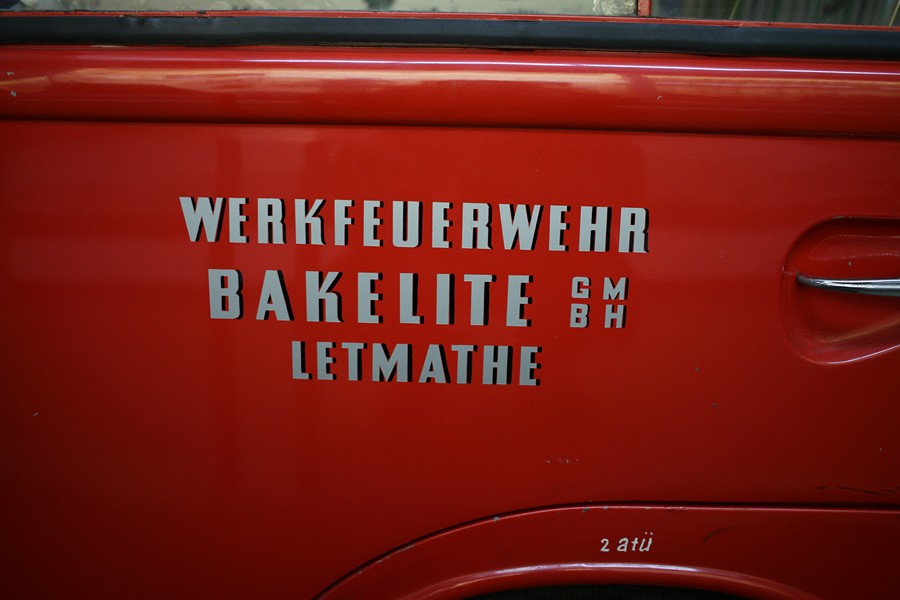 WERKFEUERWEHR
BAKELITE GMBH
LETMATHE
2 atü